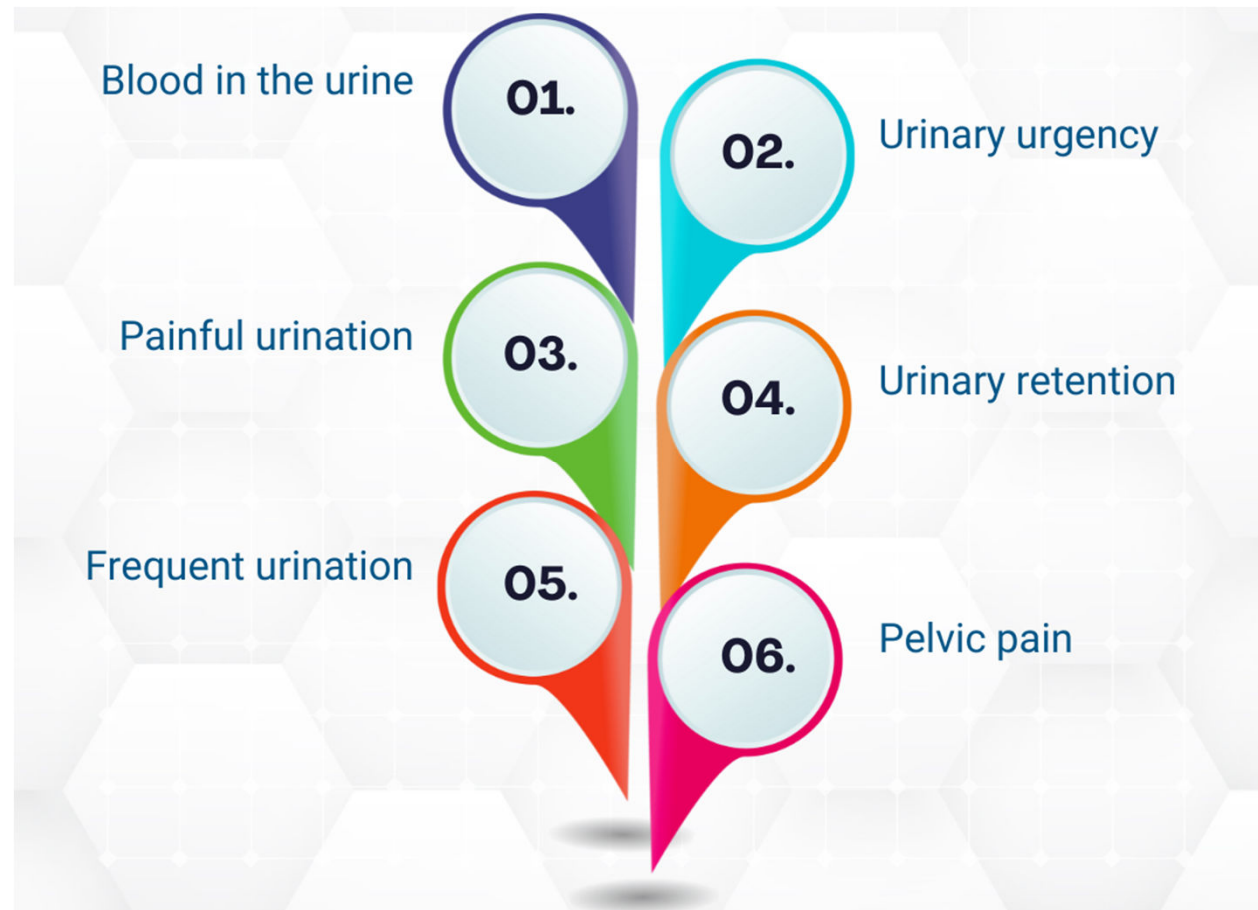 Blood in the urine
01.
02.
Urinary urgency
Painful urination
03.
04.
Urinary retention
Frequent urination
05.
06.
Pelvic pain